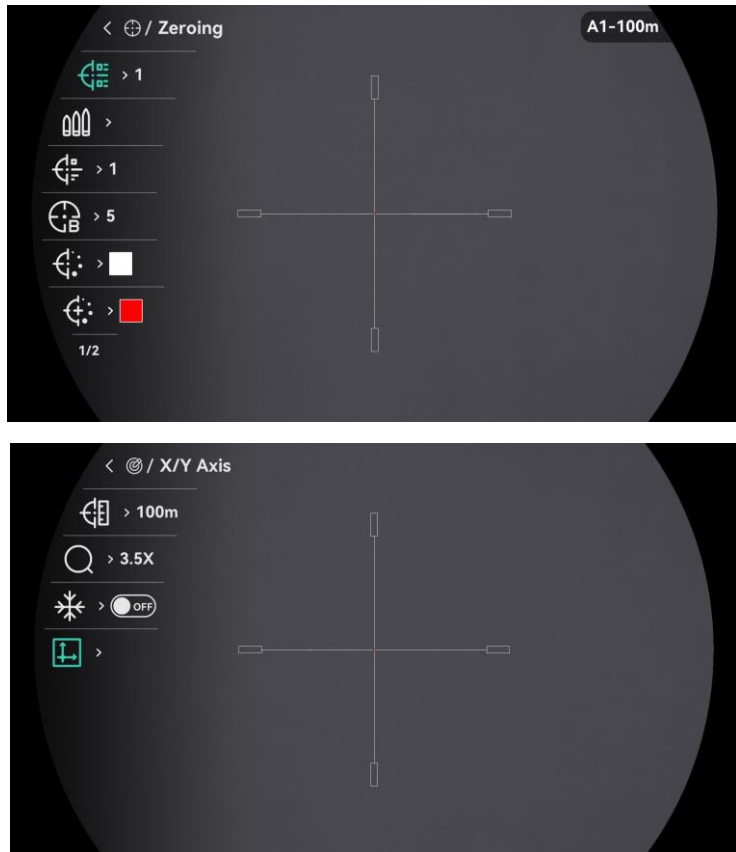 < / Zeroing
A1-100m
> 1
>
> 1
B > 5
>
>
1/2
< / X/Y Axis
> 100m
> 3.5X
> OFF
>